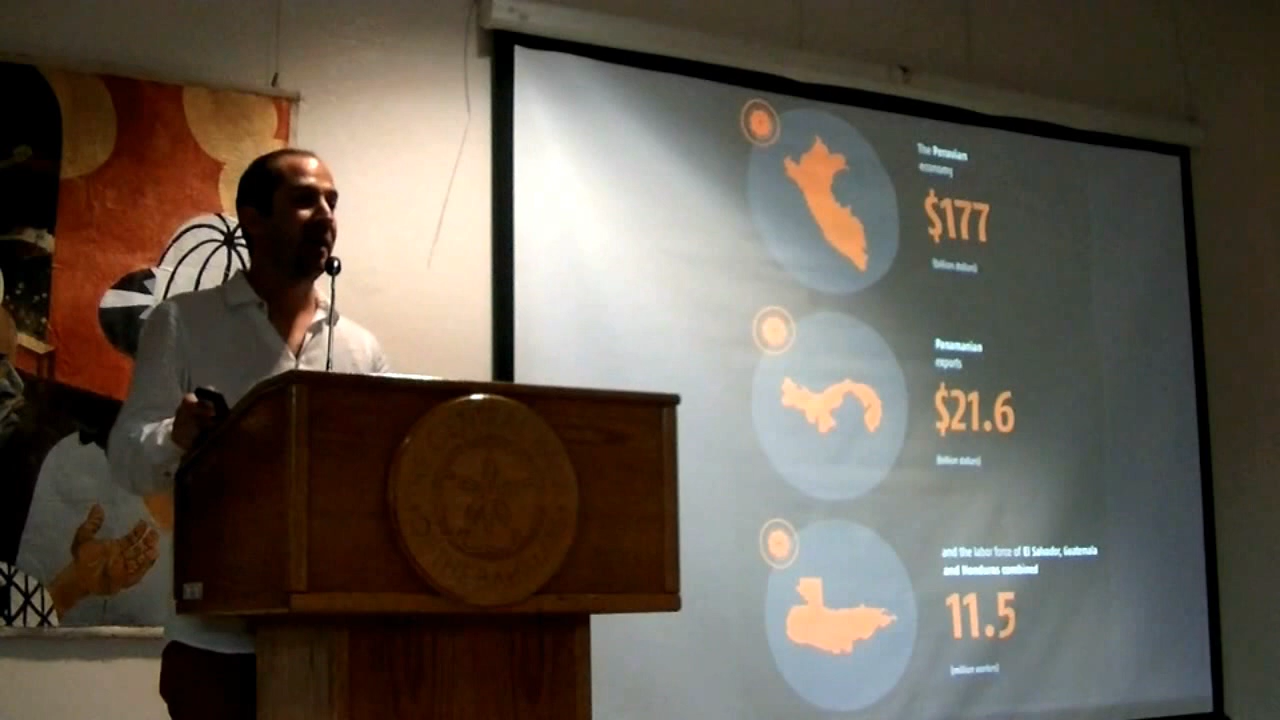 The Peruvian
economy
$177
(billion dollars)
Panamanian
exports
$21.6
(billion dollars)
and the labor force of El Salvador, Guatemala
and Honduras combined
11.5
(million workers)